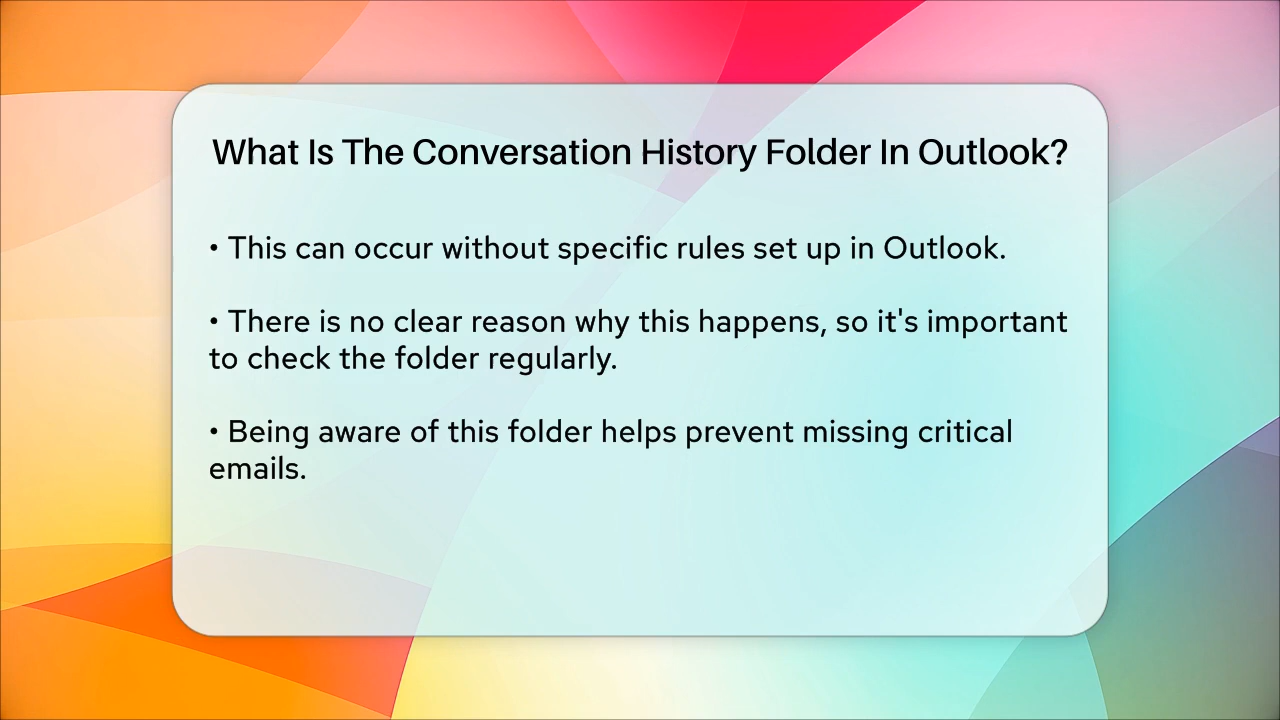 What Is The Conversation History Folder In Outlook?
• This can occur without specific rules set up in Outlook.
• There is no clear reason why this happens, so it's important
to check the folder regularly.
• Being aware of this folder helps prevent missing critical
emails.